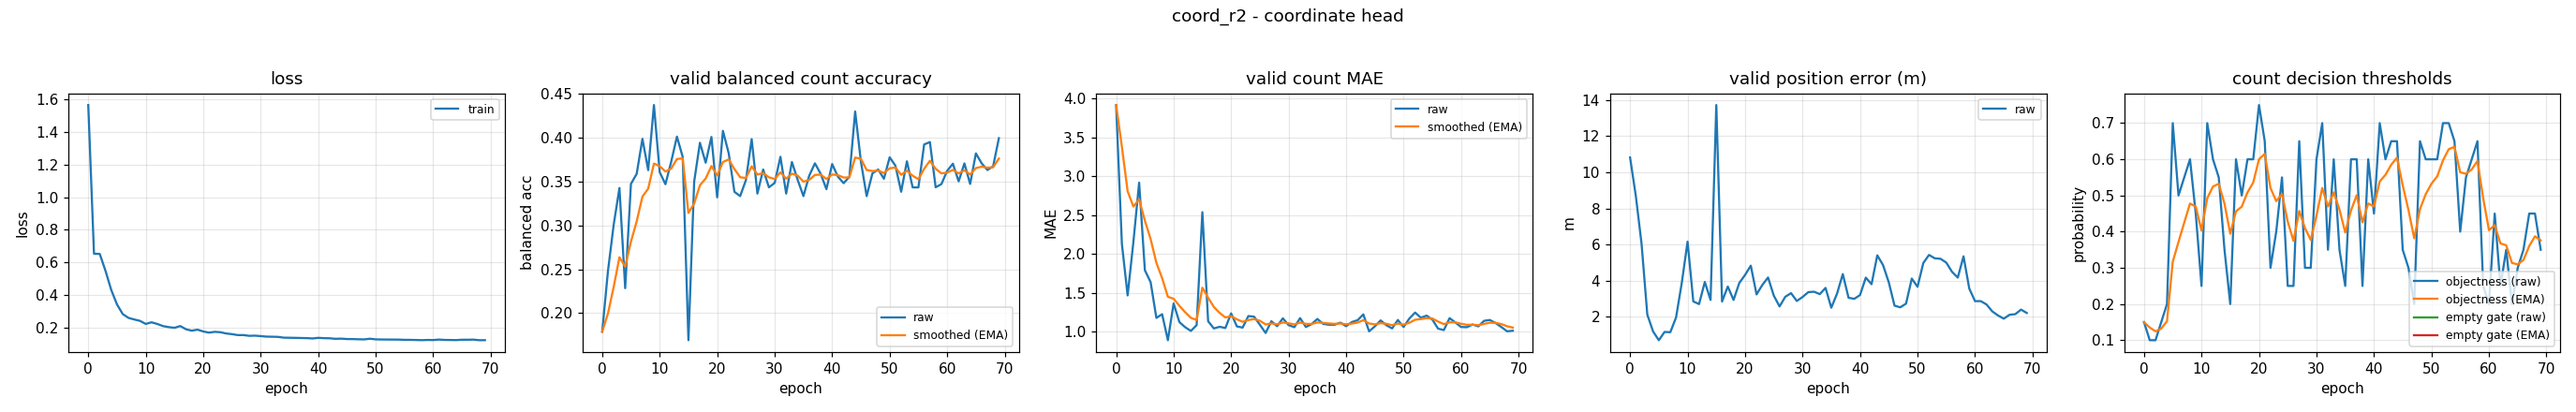 coord_r2 - coordinate head
loss
1.6
1.4
1.2
1.0
0.8
0.6
0.4
0.2
loss
0 10 20 30 40 50 60 70
epoch
train
valid balanced count accuracy
0.45
0.40
0.35
0.30
0.25
0.20
balanced acc
0 10 20 30 40 50 60 70
epoch
raw
smoothed (EMA)
valid count MAE
4.0
3.5
3.0
2.5
2.0
1.5
1.0
MAE
0 10 20 30 40 50 60 70
epoch
raw
smoothed (EMA)
valid position error (m)
14
12
10
8
6
4
2
m
0 10 20 30 40 50 60 70
epoch
raw
count decision thresholds
0.7
0.6
0.5
0.4
0.3
0.2
0.1
probability
0 10 20 30 40 50 60 70
epoch
objectness (raw)
objectness (EMA)
empty gate (raw)
empty gate (EMA)